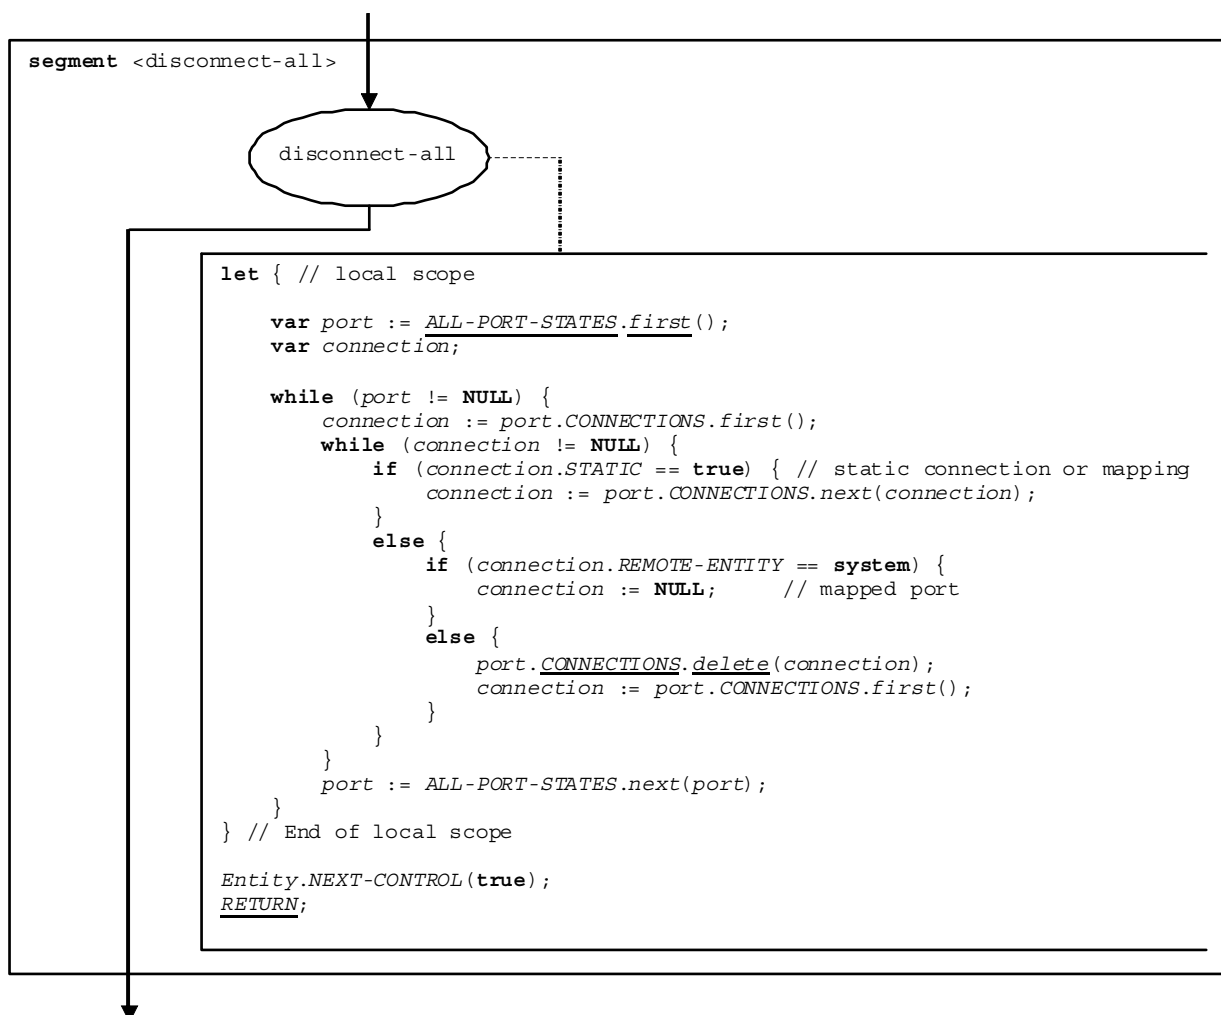 segment <disconnect-all>
disconnect-all
let { // local scope
var port := ALL-PORT-STATES.first();
var connection;
while (port != NULL) {
connection := port.CONNECTIONS.first();
while (connection != NULL) {
if (connection.STATIC == true) { // static connection or mapping
connection := port.CONNECTIONS.next(connection);
}
else {
if (connection.REMOTE-ENTITY == system) {
connection := NULL; // mapped port
}
else {
port.CONNECTIONS.delete(connection);
connection := port.CONNECTIONS.first();
}
}
}
port := ALL-PORT-STATES.next(port);
}
} // End of local scope
Entity.NEXT-CONTROL(true);
RETURN;